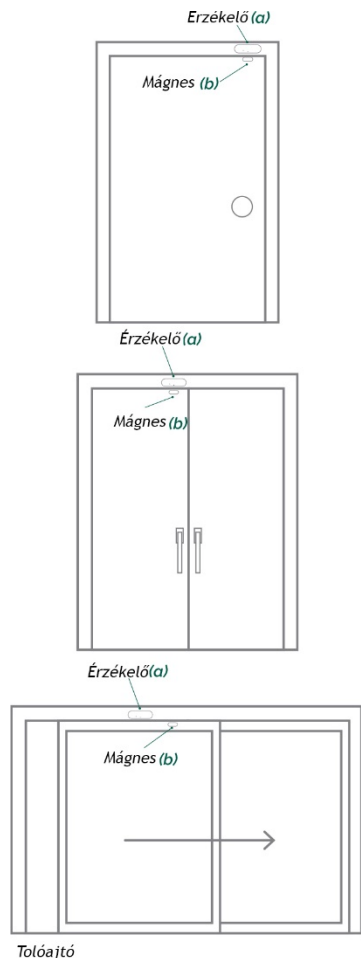 Erzékelő (a)
Mágnes (b)
Érzékelő (a)
Mágnes (b)
Érzékelő(a)
Mágnes (b)
Tolóajtó